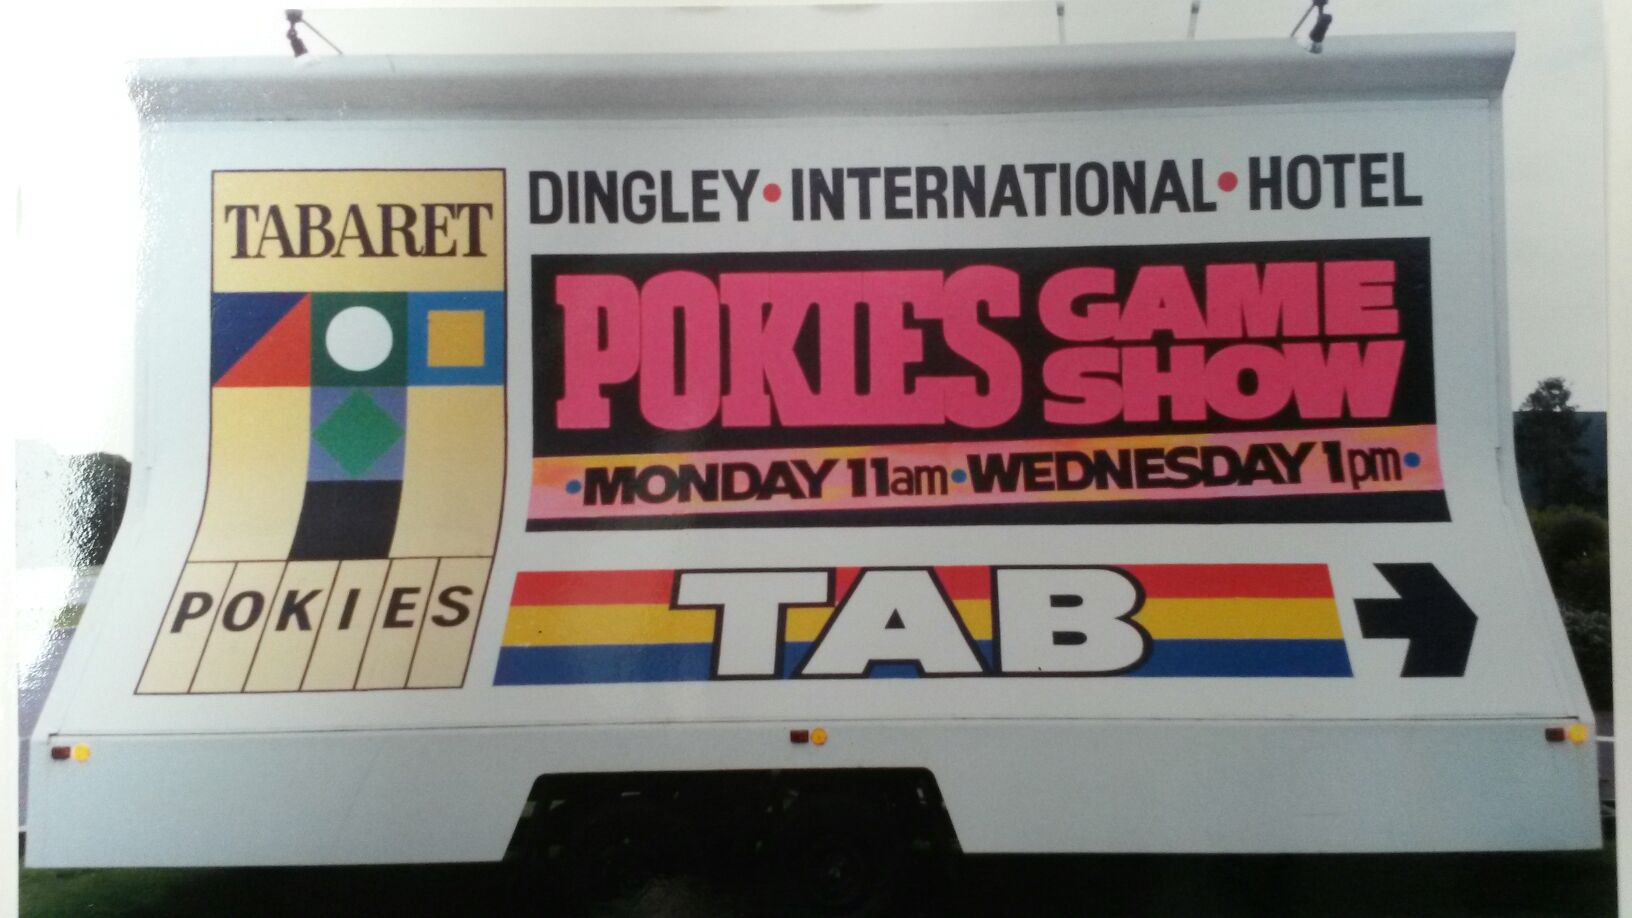 TABARET
POKIES
DINGLEY•INTERNATIONAL•HOTEL
POKIES GAME SHOW
•MONDAY 11am•WEDNESDAY 1pm•
TAB